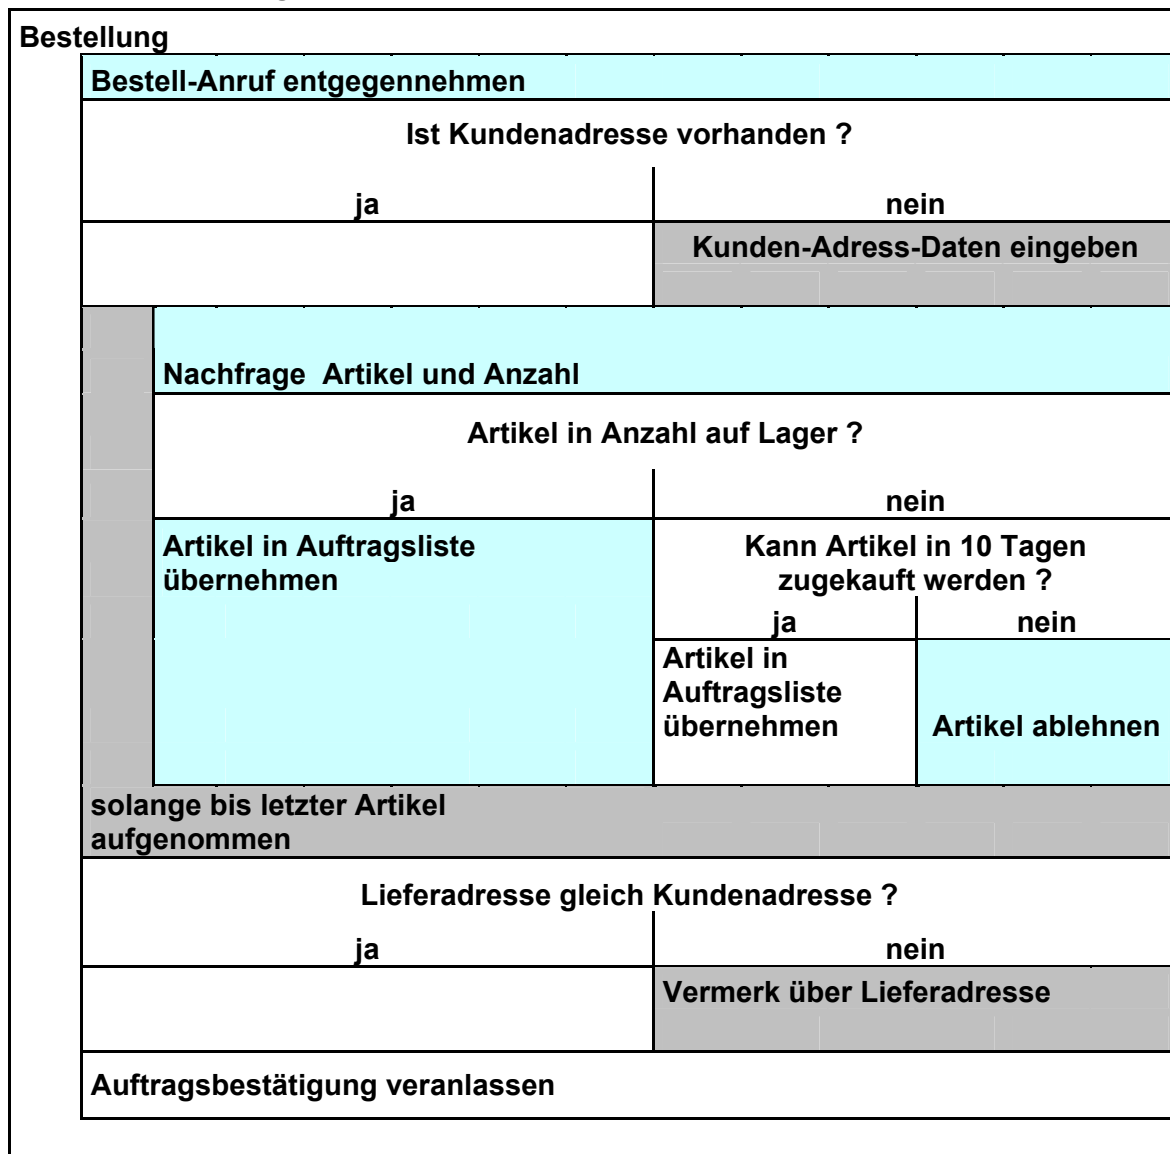 Bestellung
Bestell-Anruf entgegennehmen
Ist Kundenadresse vorhanden ?
ja nein
Kunden-Adress-Daten eingeben
Nachfrage  Artikel und Anzahl
Artikel in Anzahl auf Lager ?
ja nein
Artikel in Auftragsliste
übernehmen
Kann Artikel in 10 Tagen
zugekauft werden ?
ja nein
Artikel in
Auftragsliste
übernehmen
Artikel ablehnen
solange bis letzter Artikel
aufgenommen
Lieferadresse gleich Kundenadresse ?
ja nein
Vermerk über Lieferadresse
Auftragsbestätigung veranlassen